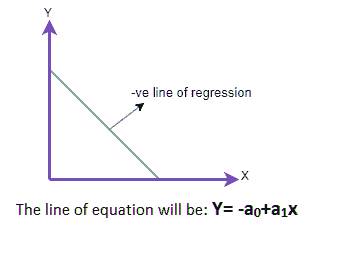 Y
-ve line of regression
X
The line of equation will be: Y= -a₀+a₁x